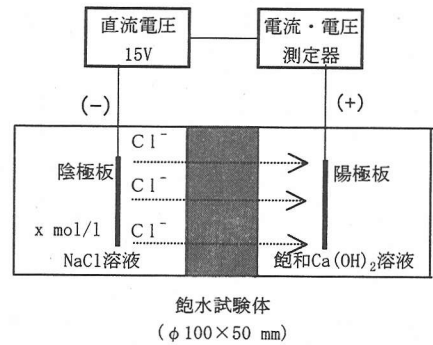 直流電圧
15V
電流・電圧
測定器
(−)
(+)
Cl⁻
陰極板
Cl⁻
陽極板
x mol/l
Cl⁻
NaCl溶液
飽和Ca(OH)₂溶液
飽水試験体
(φ100×50 mm)